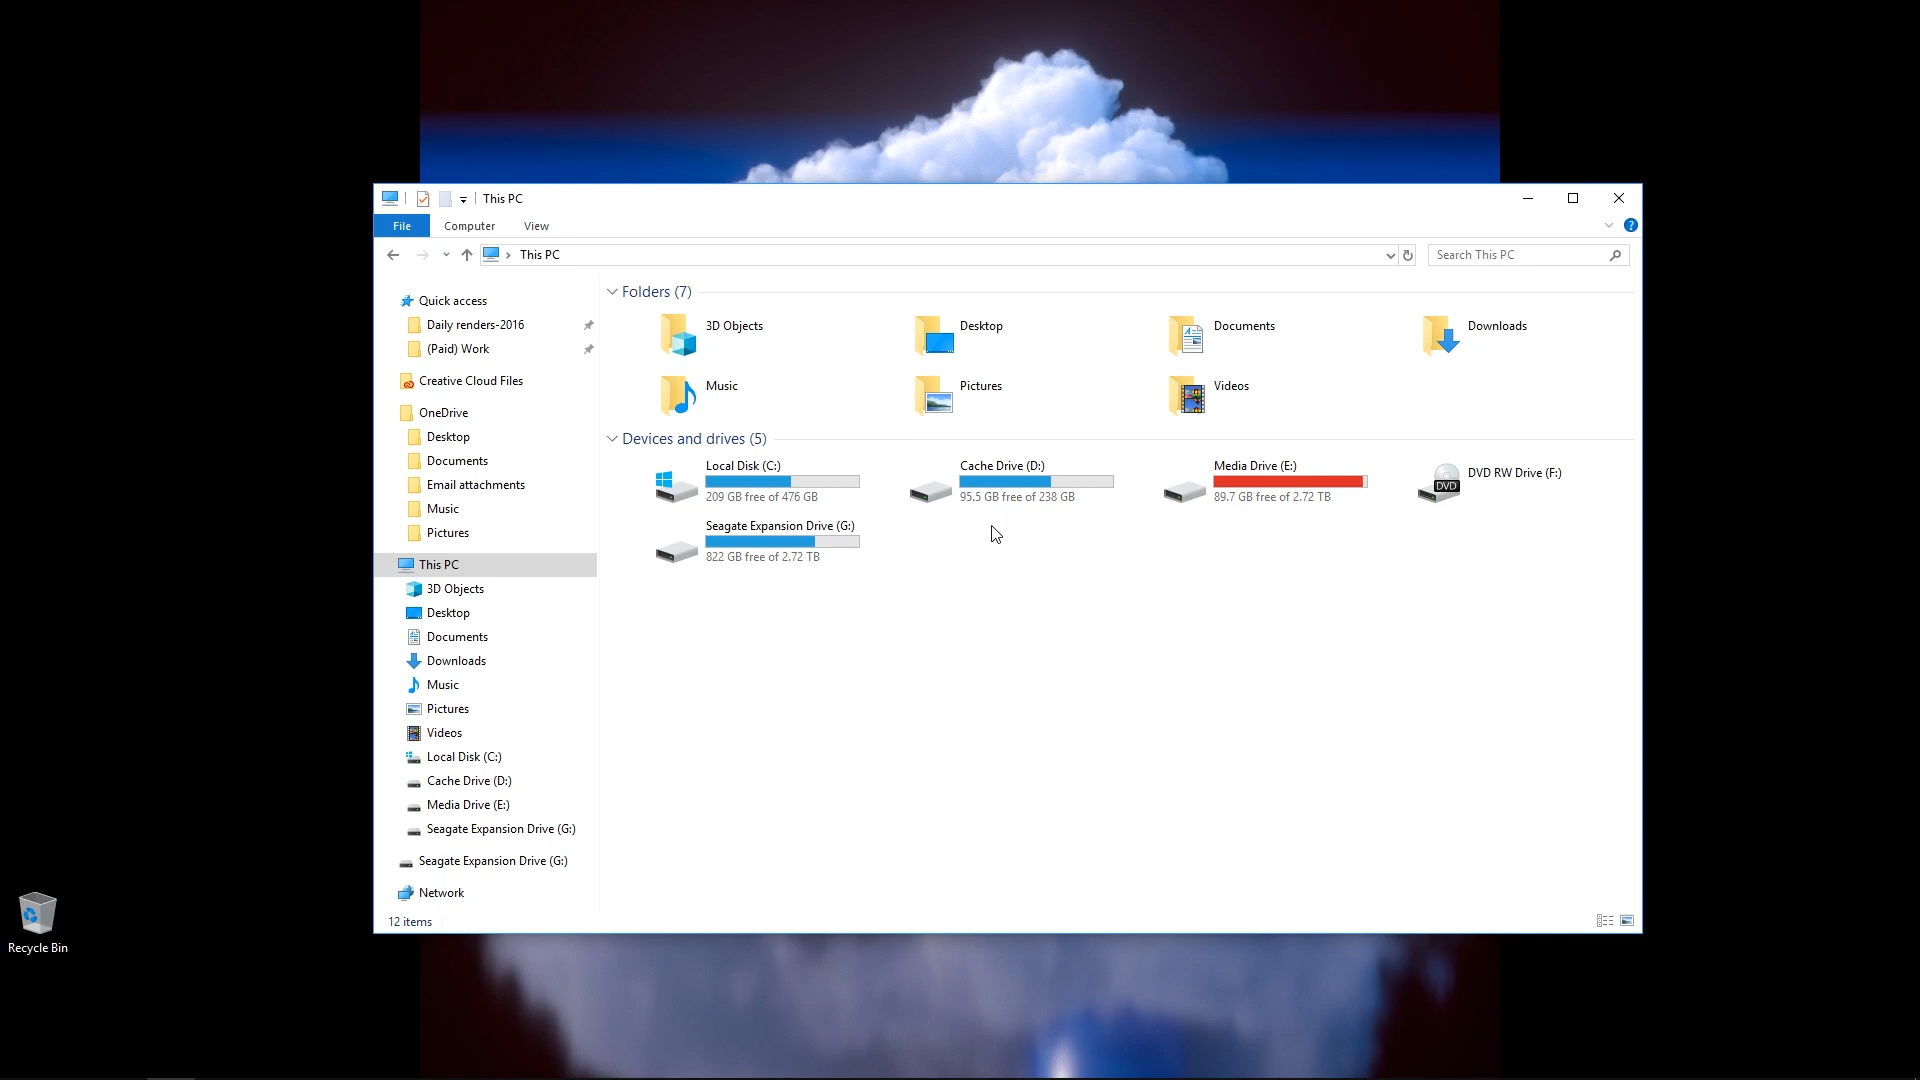 This PC
File Computer View
This PC Search This PC
Quick access
Daily renders-2016
(Paid) Work
Creative Cloud Files
OneDrive
Desktop
Documents
Email attachments
Music
Pictures
This PC
3D Objects
Desktop
Documents
Downloads
Music
Pictures
Videos
Local Disk (C:)
Cache Drive (D:)
Media Drive (E:)
Seagate Expansion Drive (G:)
Seagate Expansion Drive (G:)
Network
Folders (7)
3D Objects Desktop Documents Downloads
Music Pictures Videos
Devices and drives (5)
Local Disk (C:)
209 GB free of 476 GB
Cache Drive (D:)
95.5 GB free of 238 GB
Media Drive (E:)
89.7 GB free of 2.72 TB
DVD
DVD RW Drive (F:)
Seagate Expansion Drive (G:)
822 GB free of 2.72 TB
12 items
Recycle Bin